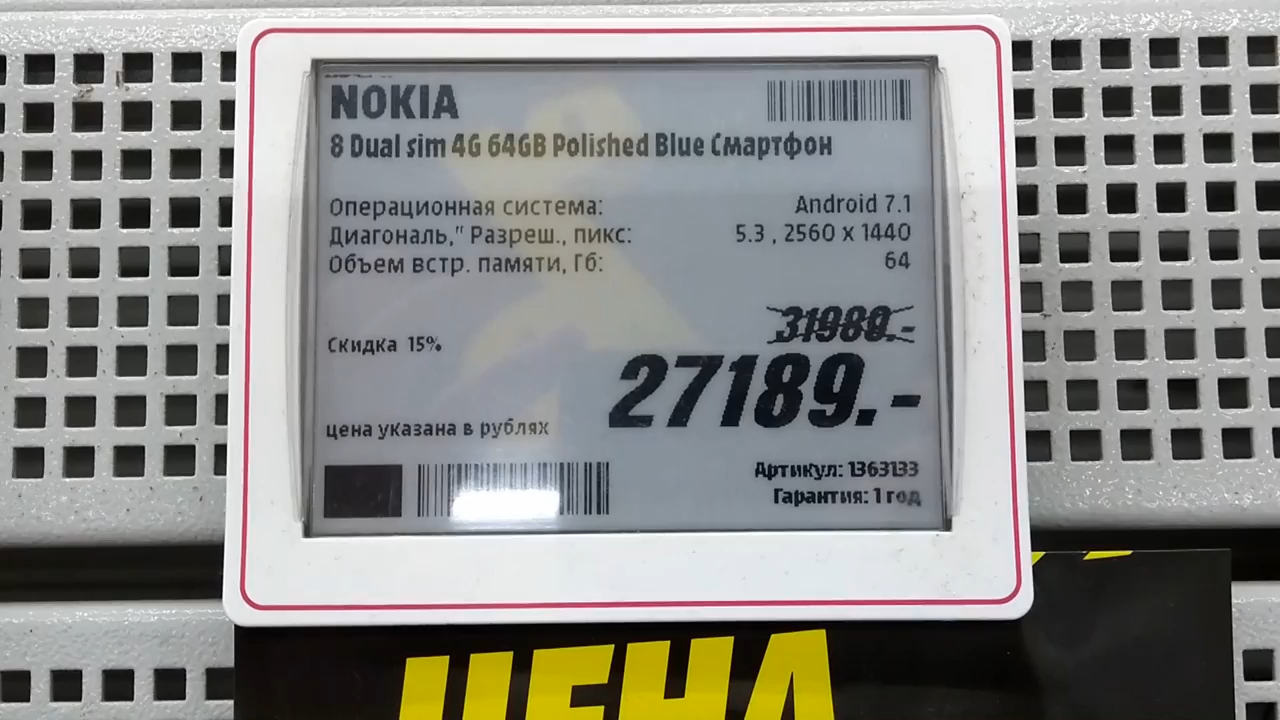 NOKIA
8 Dual sim 4G 64GB Polished Blue Смартфон
Операционная система: Android 7.1
Диагональ," Разреш., пикс: 5.3 , 2560 x 1440
Объем встр. памяти, Гб: 64
31980.-
Скидка 15%
27189.-
цена указана в рублях
Артикул: 1363133
Гарантия: 1 год
ЦЕНА